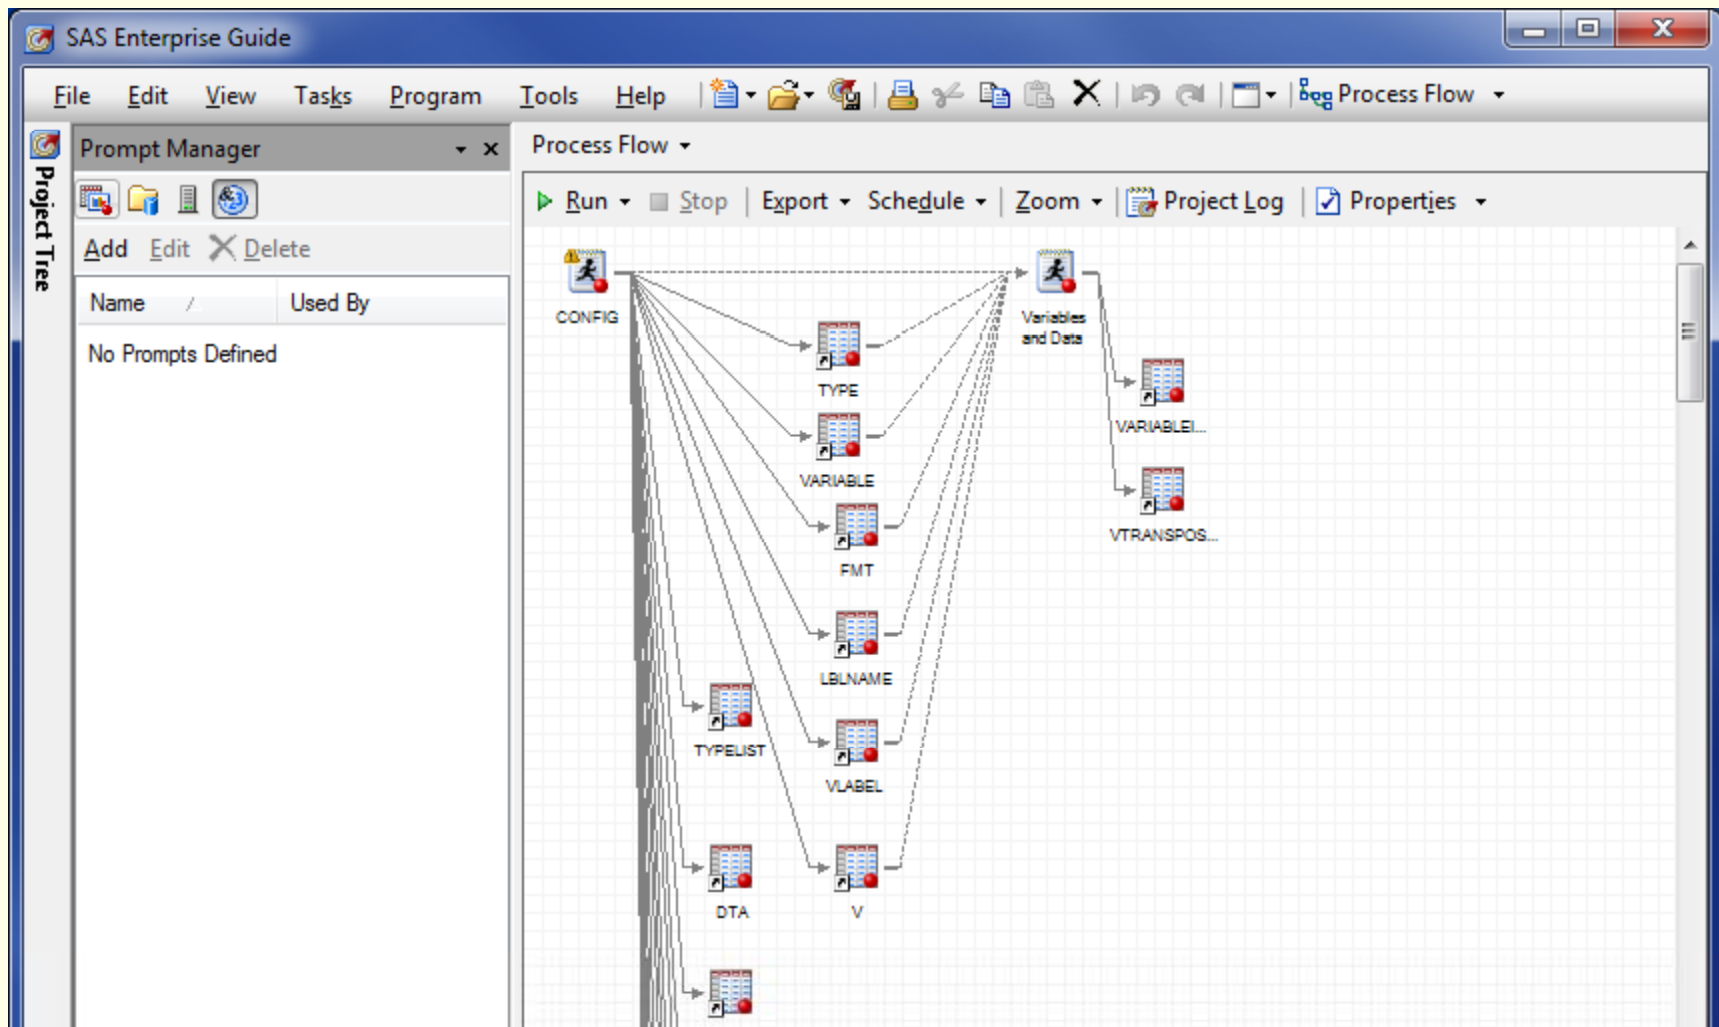 SAS Enterprise Guide
File Edit View Tasks Program Tools Help Process Flow
Project Tree
Prompt Manager
Process Flow
Run Stop Export Schedule Zoom Project Log Properties
Add Edit Delete
Name Used By
No Prompts Defined
CONFIG
Variables
and Data
TYPE
VARIABLEI...
VARIABLE
VTRANSPOS...
FMT
LBLNAME
TYPELIST
VLABEL
DTA V